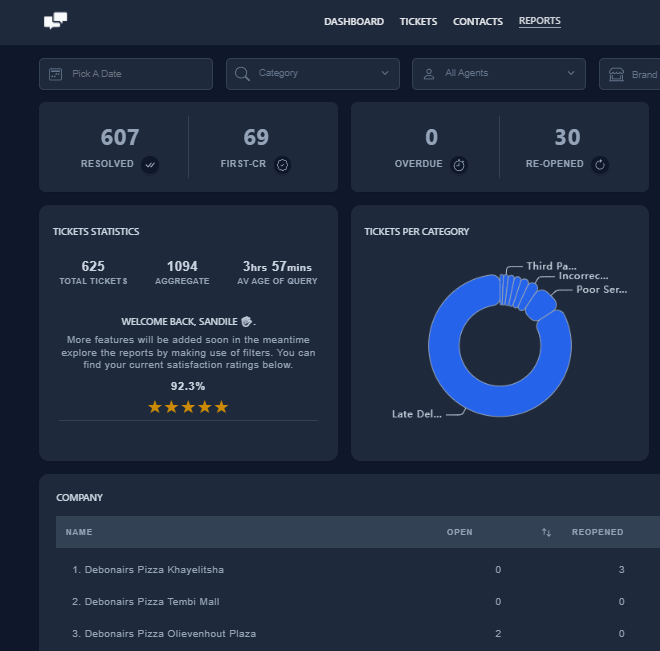 DASHBOARD TICKETS CONTACTS REPORTS
Pick A Date Category All Agents Brand
607 69 0 30
RESOLVED FIRST-CR OVERDUE RE-OPENED
TICKETS STATISTICS
625 1094 3hrs 57mins
TOTAL TICKETS AGGREGATE AV AGE OF QUERY
WELCOME BACK, SANDILE 🖐.
More features will be added soon in the meantime
explore the reports by making use of filters. You can
find your current satisfaction ratings below.
92.3%
★★★★★
TICKETS PER CATEGORY
Third Pa...
Incorrec...
Poor Ser...
Late Del...
COMPANY
NAME OPEN REOPENED
1. Debonairs Pizza Khayelitsha 0 3
2. Debonairs Pizza Tembi Mall 0 0
3. Debonairs Pizza Olievenhout Plaza 2 0